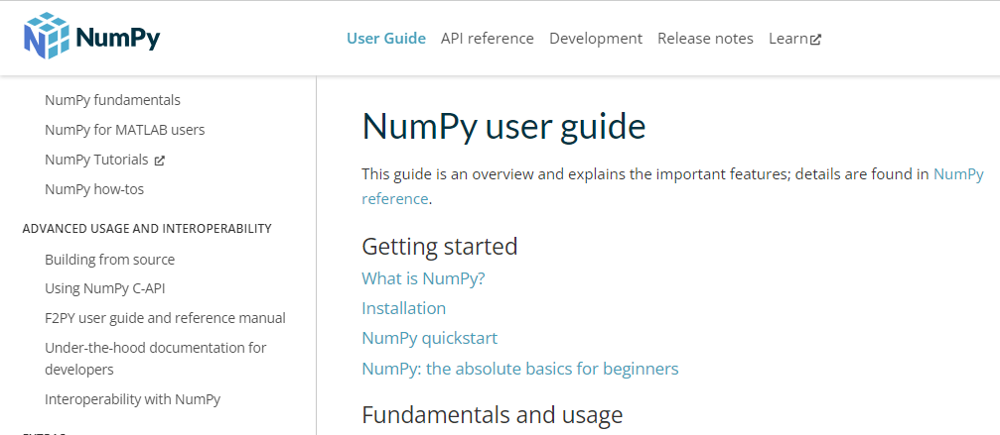 NumPy
User Guide API reference Development Release notes Learn
NumPy fundamentals
NumPy for MATLAB users
NumPy Tutorials
NumPy how-tos
ADVANCED USAGE AND INTEROPERABILITY
Building from source
Using NumPy C-API
F2PY user guide and reference manual
Under-the-hood documentation for
developers
Interoperability with NumPy
NumPy user guide
This guide is an overview and explains the important features; details are found in NumPy
reference.
Getting started
What is NumPy?
Installation
NumPy quickstart
NumPy: the absolute basics for beginners
Fundamentals and usage